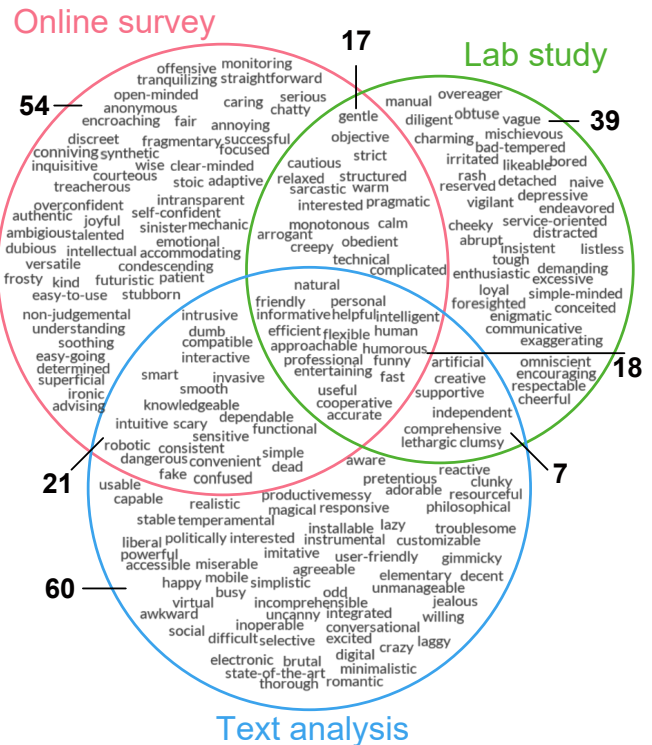 Online survey
17
Lab study
54
39
offensive monitoring
tranquilizing straightforward
open-minded caring serious
anonymous chatty
encroaching fair annoying
discreet fragmentary successful
conniving synthetic focused
inquisitive wise clear-minded
courteous stoic adaptive
treacherous
overconfident intransparent
authentic joyful self-confident
ambigious talented sinister mechanic
dubious intellectual emotional
versatile accommodating
frosty kind futuristic condescending
easy-to-use stubborn patient
non-judgemental
understanding
soothing
easy-going
determined
superficial
ironic
advising
gentle
objective
strict
cautious
relaxed structured
sarcastic warm
interested pragmatic
monotonous calm
arrogant obedient
creepy
technical
complicated
manual overeager
diligent obtuse vague
charming mischievous
bad-tempered
irritated likeable bored
rash detached naive
reserved depressive
vigilant endeavored
cheeky service-oriented
abrupt distracted
insistent listless
tough
enthusiastic demanding
excessive
loyal simple-minded
foresighted conceited
enigmatic
communicative
exaggerating
omniscient
encouraging
respectable
cheerful
natural
friendly personal
informative helpful intelligent
efficient flexible human
approachable humorous
professional funny
entertaining fast
useful
cooperative
accurate
18
intrusive
dumb
compatible
interactive
smart invasive
smooth
knowledgeable
dependable
intuitive scary functional
sensitive
robotic consistent
dangerous convenient simple
fake confused dead
21
artificial
creative
supportive
independent
comprehensive
lethargic clumsy
7
aware reactive
usable pretentious clunky
capable productive messy adorable resourceful
realistic magical responsive philosophical
stable temperamental
installable lazy troublesome
liberal politically interested instrumental customizable
powerful imitative user-friendly gimmicky
accessible miserable agreeable
happy mobile simplistic elementary decent
busy odd unmanageable
virtual incomprehensible jealous
awkward uncanny integrated willing
social inoperable conversational
difficult selective excited laggy
crazy
electronic brutal digital
state-of-the-art minimalistic
thorough romantic
60
Text analysis